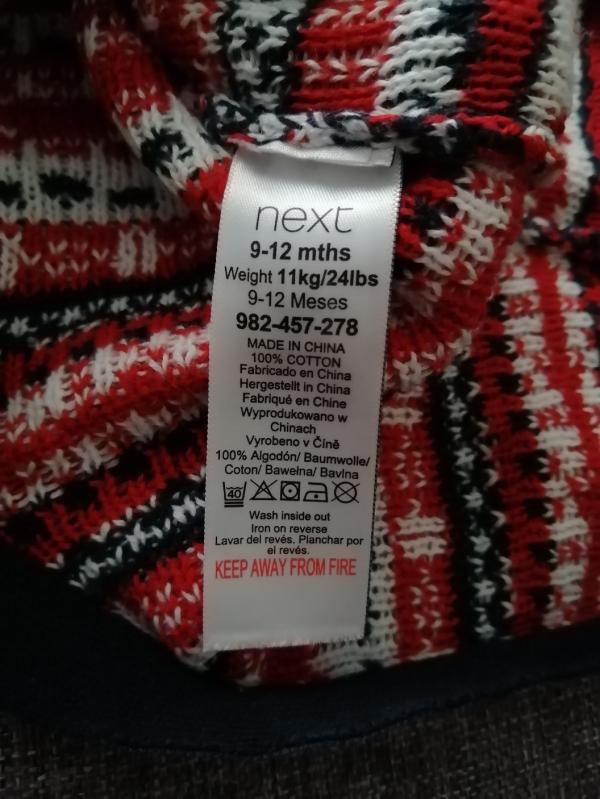 next
9-12 mths
Weight 11kg/24lbs
9-12 Meses
982-457-278
MADE IN CHINA
100% COTTON
Fabricado en China
Hergestellt in China
Fabriqué en Chine
Wyprodukowano w
Chinach
Vyrobeno v Číně
100% Algodón/ Baumwolle/
Coton/ Bawełna/ Bavlna
40
Wash inside out
Iron on reverse
Lavar del revés. Planchar por
el revés.
KEEP AWAY FROM FIRE